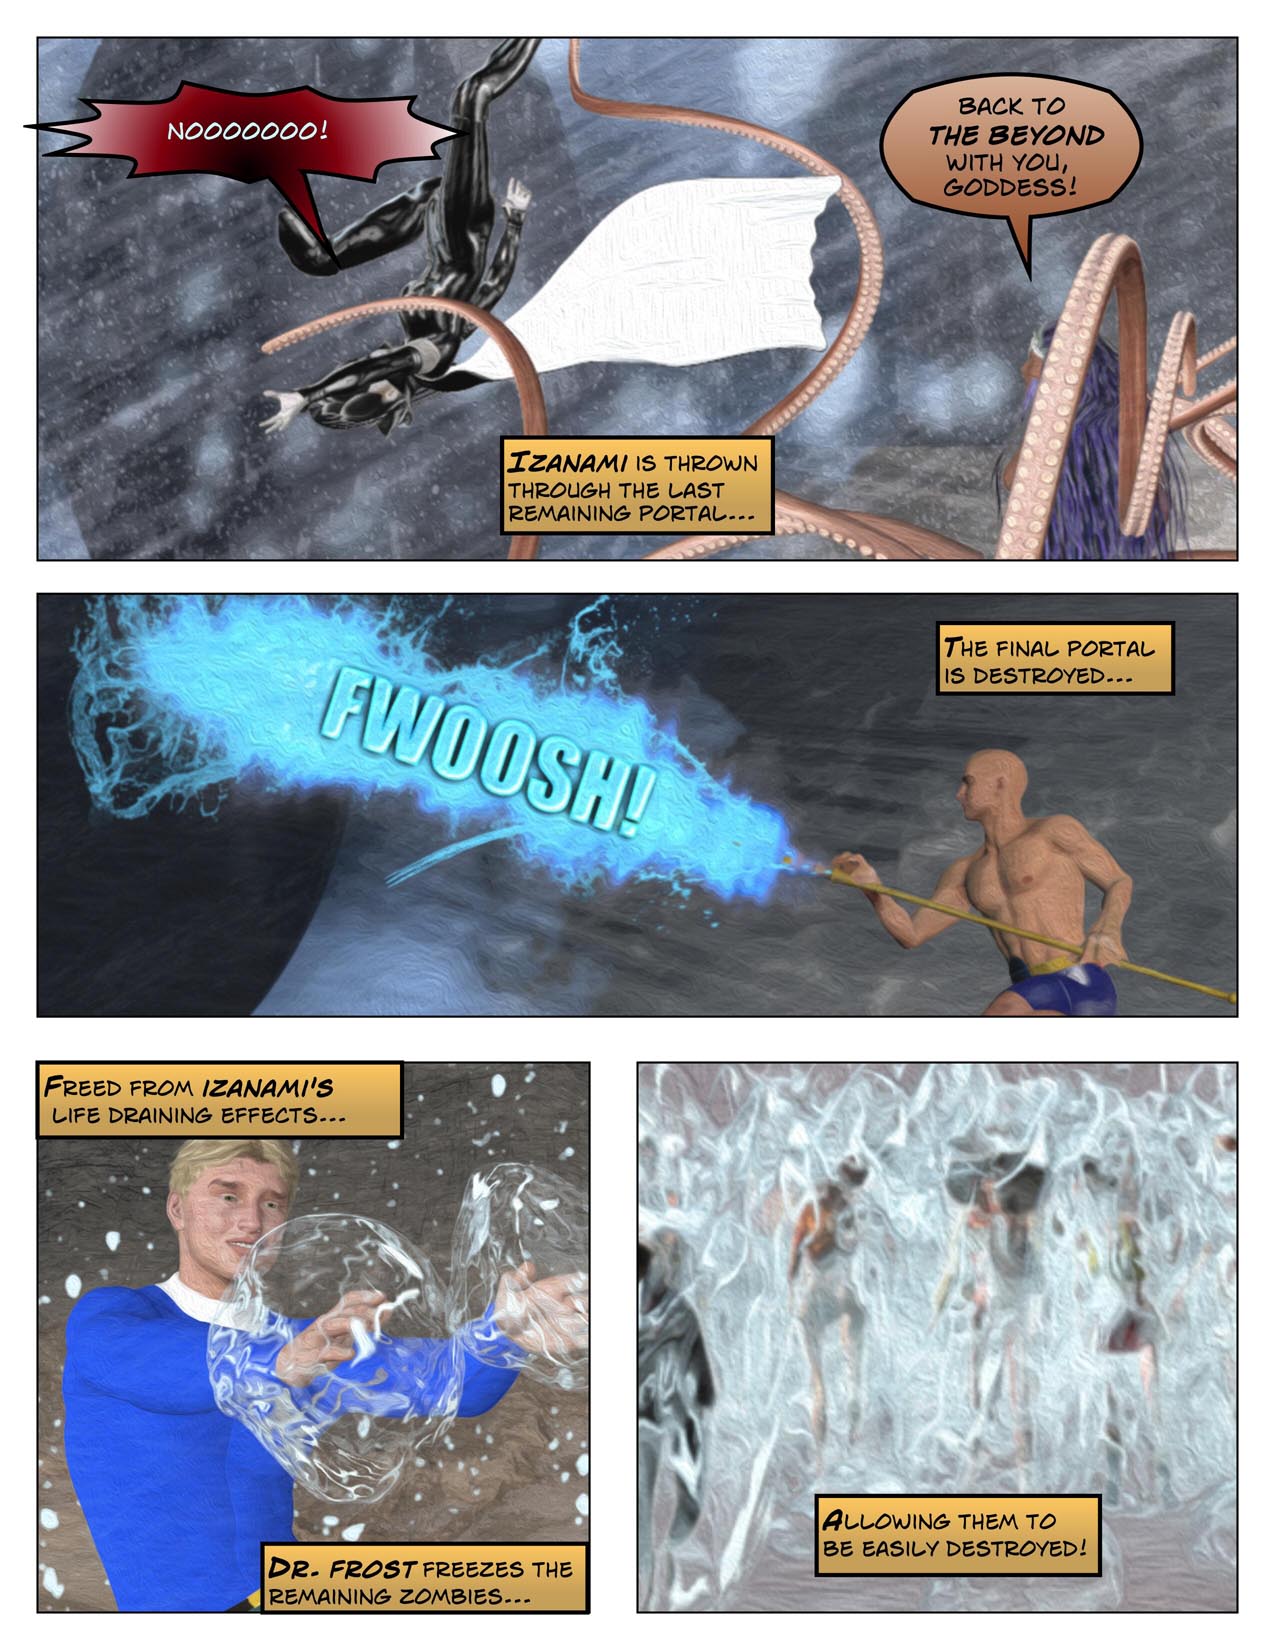 NOOOOOOO!
BACK TO
THE BEYOND
WITH YOU,
GODDESS!
IZANAMI IS THROWN
THROUGH THE LAST
REMAINING PORTAL...
FWOOSH!
THE FINAL PORTAL
IS DESTROYED...
FREED FROM IZANAMI'S
LIFE DRAINING EFFECTS...
DR. FROST FREEZES THE
REMAINING ZOMBIES...
ALLOWING THEM TO
BE EASILY DESTROYED!